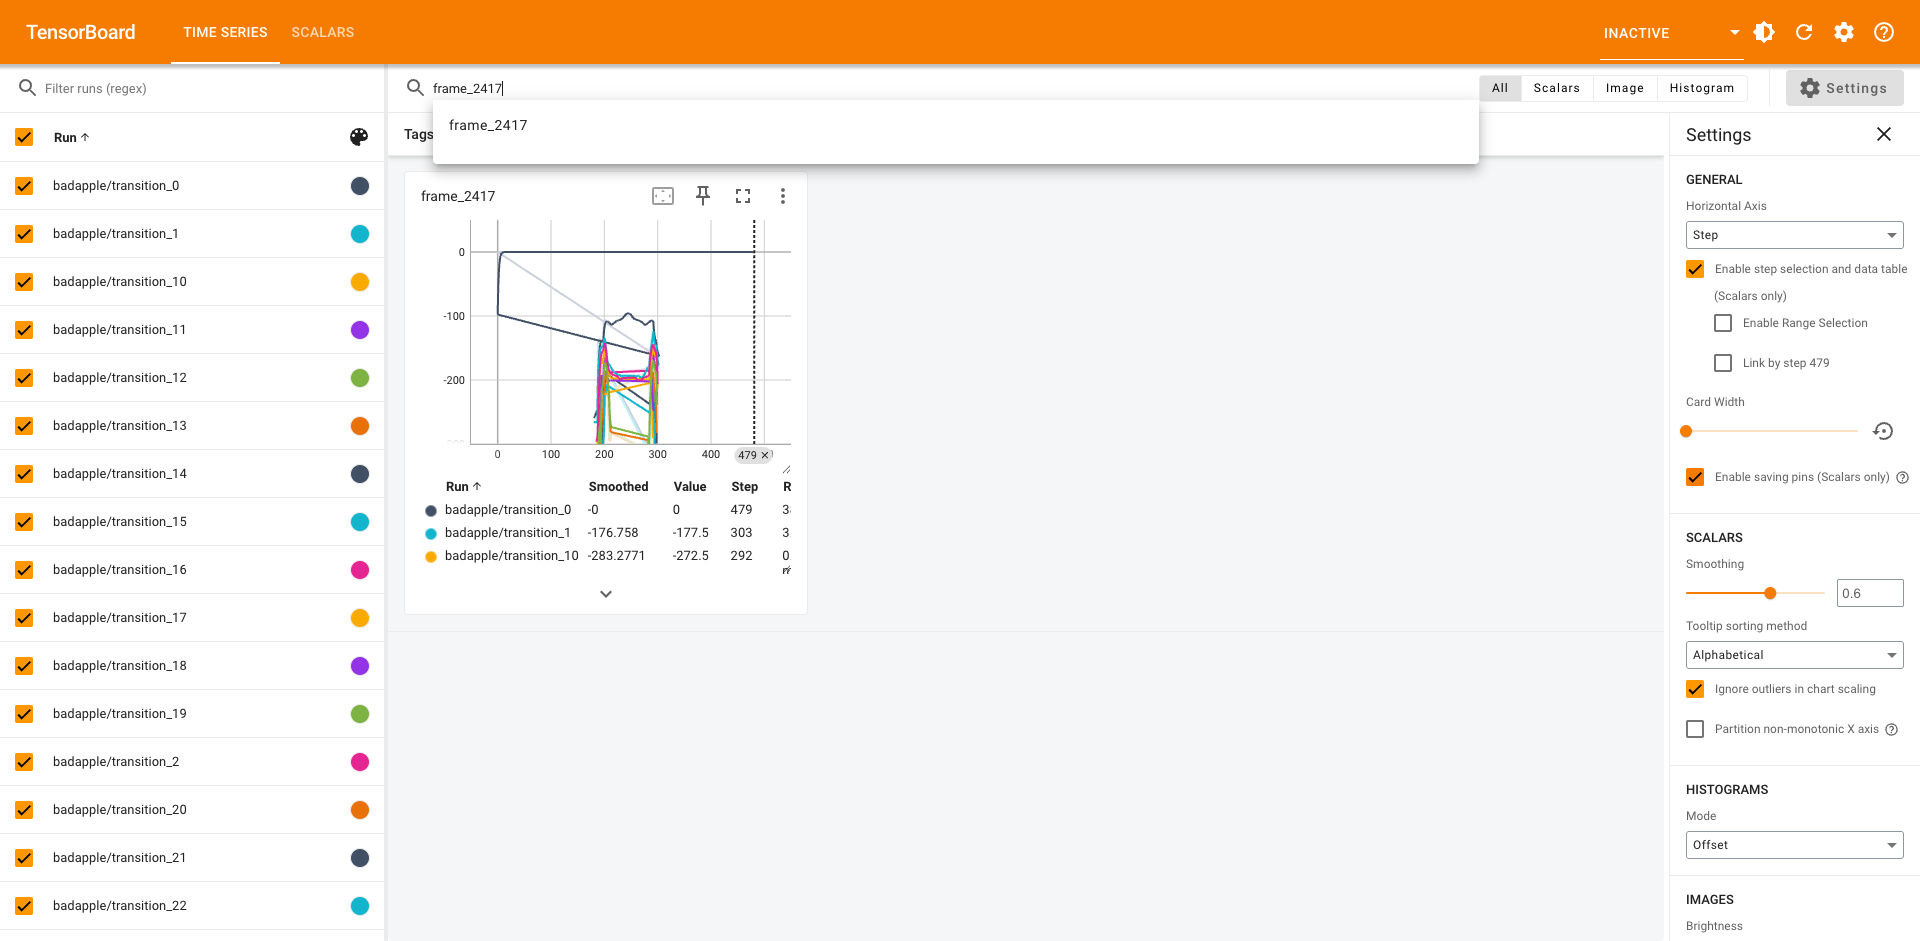 TensorBoard
TIME SERIES
SCALARS
INACTIVE
Filter runs (regex)
frame_2417
All
Scalars
Image
Histogram
Settings
frame_2417
Tags
Run
badapple/transition_0
badapple/transition_1
badapple/transition_10
badapple/transition_11
badapple/transition_12
badapple/transition_13
badapple/transition_14
badapple/transition_15
badapple/transition_16
badapple/transition_17
badapple/transition_18
badapple/transition_19
badapple/transition_2
badapple/transition_20
badapple/transition_21
badapple/transition_22
frame_2417
0
-100
-200
0 100 200 300 400 479
Run Smoothed Value Step R
badapple/transition_0 -0 0 479
badapple/transition_1 -176.758 -177.5 303 3
badapple/transition_10 -283.2771 -272.5 292 0
Settings
GENERAL
Horizontal Axis
Step
Enable step selection and data table
(Scalars only)
Enable Range Selection
Link by step 479
Card Width
Enable saving pins (Scalars only)
SCALARS
Smoothing
0.6
Tooltip sorting method
Alphabetical
Ignore outliers in chart scaling
Partition non-monotonic X axis
HISTOGRAMS
Mode
Offset
IMAGES
Brightness